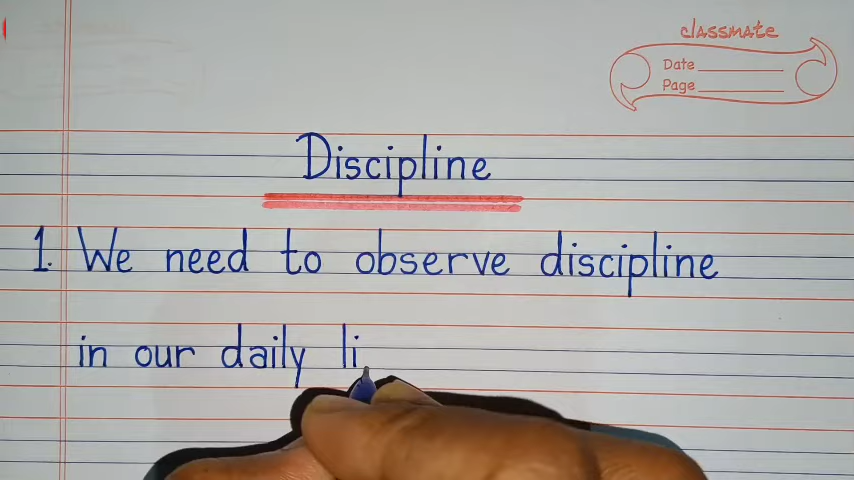 classmate
Date
Page
Discipline
1. We need to observe discipline
in our daily li